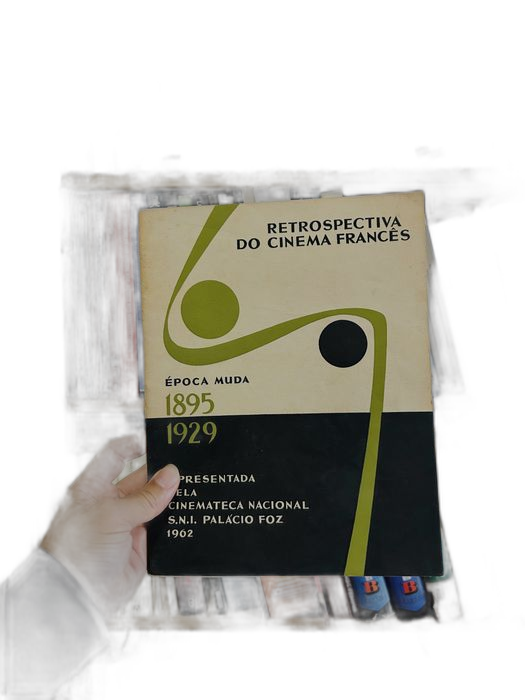 RETROSPECTIVA
DO CINEMA FRANCÊS
ÉPOCA MUDA
1895
1929
PRESENTADA
ELA
CINEMATECA NACIONAL
S.N.I. PALÁCIO FOZ
1962
B
B